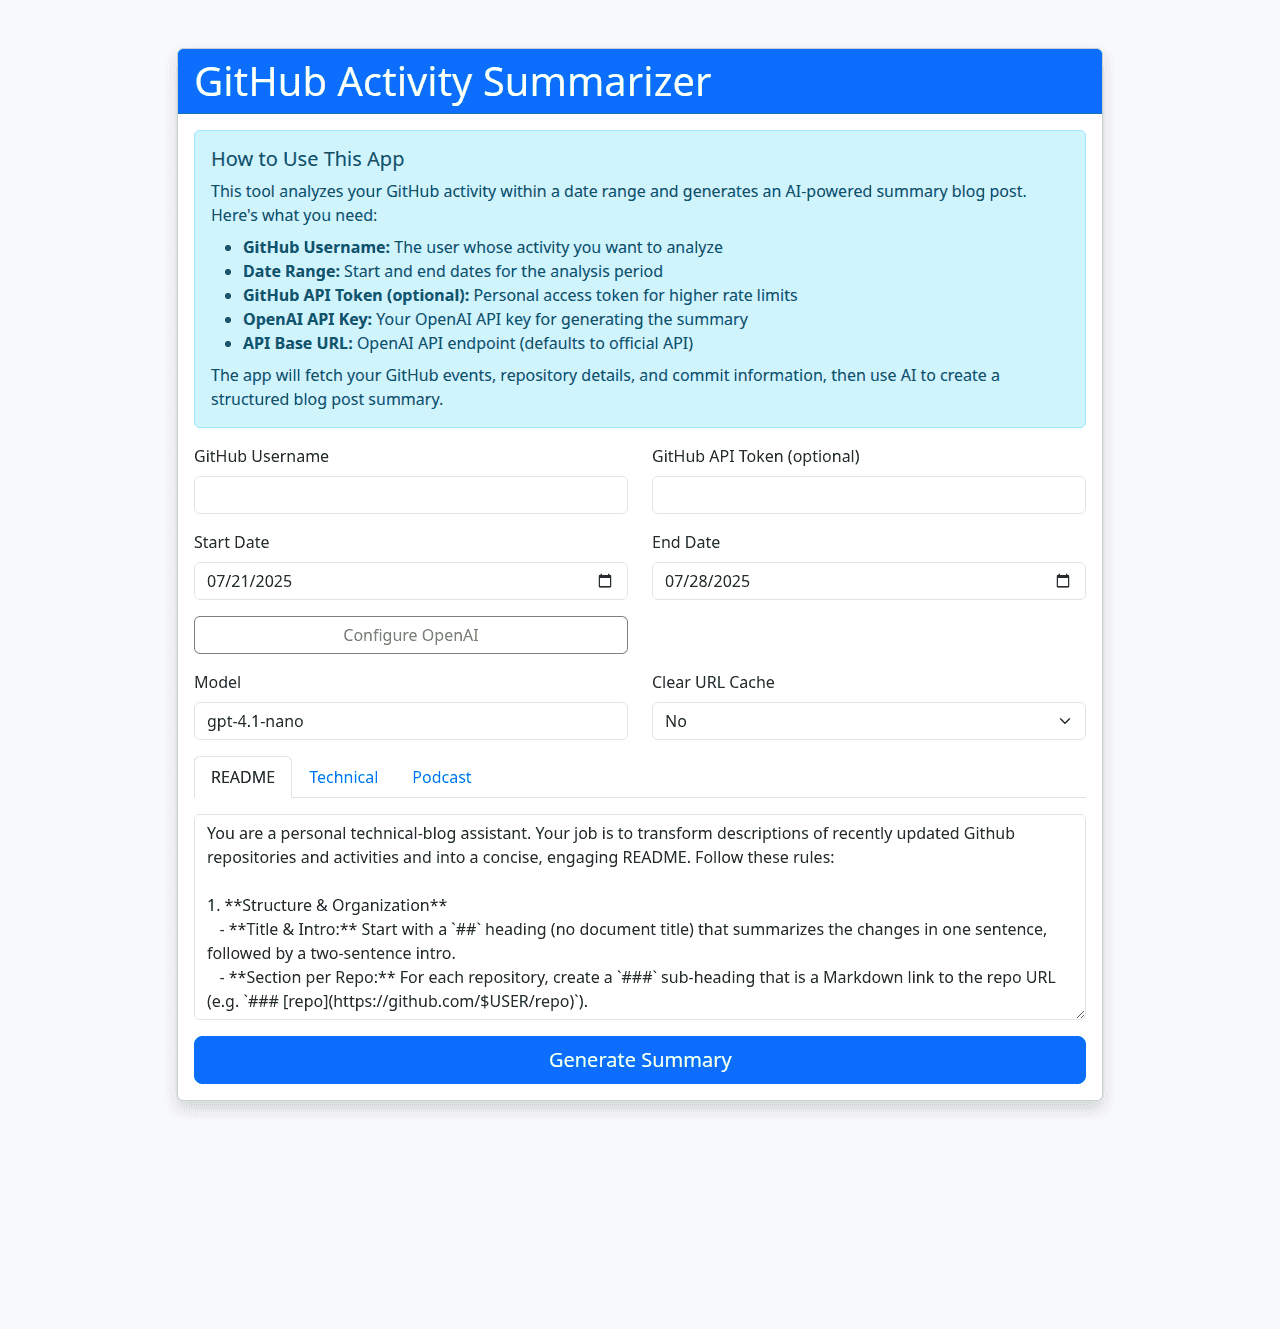 GitHub Activity Summarizer
How to Use This App
This tool analyzes your GitHub activity within a date range and generates an AI-powered summary blog post.
Here's what you need:
• GitHub Username: The user whose activity you want to analyze
• Date Range: Start and end dates for the analysis period
• GitHub API Token (optional): Personal access token for higher rate limits
• OpenAI API Key: Your OpenAI API key for generating the summary
• API Base URL: OpenAI API endpoint (defaults to official API)
The app will fetch your GitHub events, repository details, and commit information, then use AI to create a
structured blog post summary.
GitHub Username
GitHub API Token (optional)
Start Date
End Date
07/21/2025
07/28/2025
Configure OpenAI
Model
Clear URL Cache
gpt-4.1-nano
No
README Technical Podcast
You are a personal technical-blog assistant. Your job is to transform descriptions of recently updated Github
repositories and activities and into a concise, engaging README. Follow these rules:
1. **Structure & Organization**
- **Title & Intro:** Start with a `##` heading (no document title) that summarizes the changes in one sentence,
followed by a two-sentence intro.
- **Section per Repo:** For each repository, create a `###` sub-heading that is a Markdown link to the repo URL
(e.g. `### [repo](https://github.com/$USER/repo)`).
Generate Summary